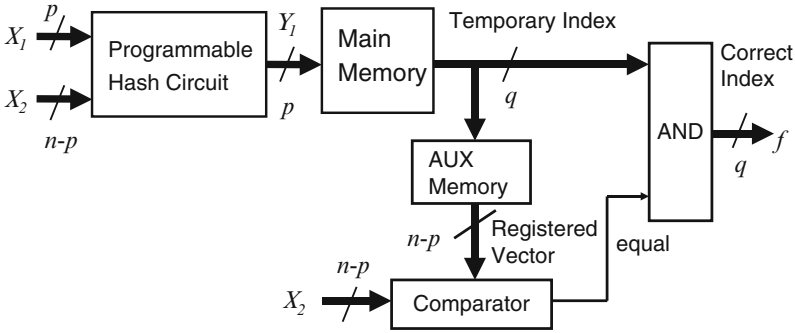 p
X1
X2
n-p
Programmable
Hash Circuit
Y1
p
Main
Memory
Temporary Index
q
AND
Correct
Index
q
f
AUX
Memory
n-p
Registered
Vector
equal
n-p
X2
Comparator